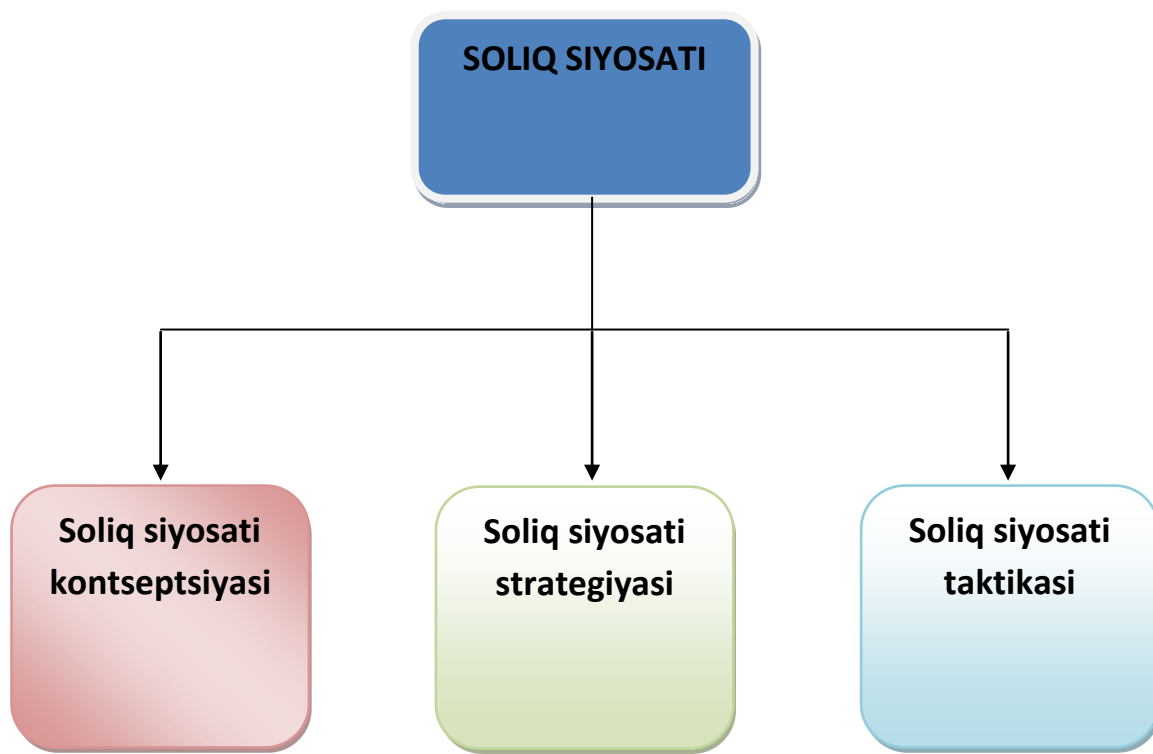 SOLIQ SIYOSATI
Soliq siyosati
kontseptsiyasi
Soliq siyosati
strategiyasi
Soliq siyosati
taktikasi